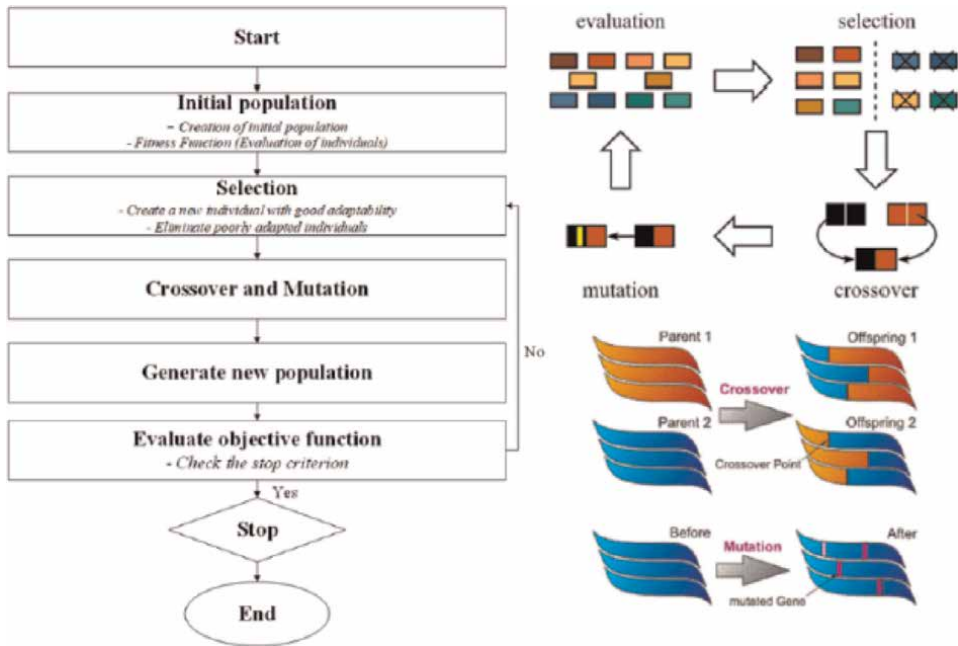 Start
Initial population
- Creation of initial population
- Fitness Function (Evaluation of individuals)
Selection
- Create a new individual with good adaptability
- Eliminate poorly adapted individuals
Crossover and Mutation
Generate new population
Evaluate objective function
- Check the stop criterion
No
Yes
Stop
End
evaluation
selection
mutation
crossover
Parent 1
Offspring 1
Crossover
Parent 2
Offspring 2
Crossover Point
Before
After
Mutation
mutated Gene